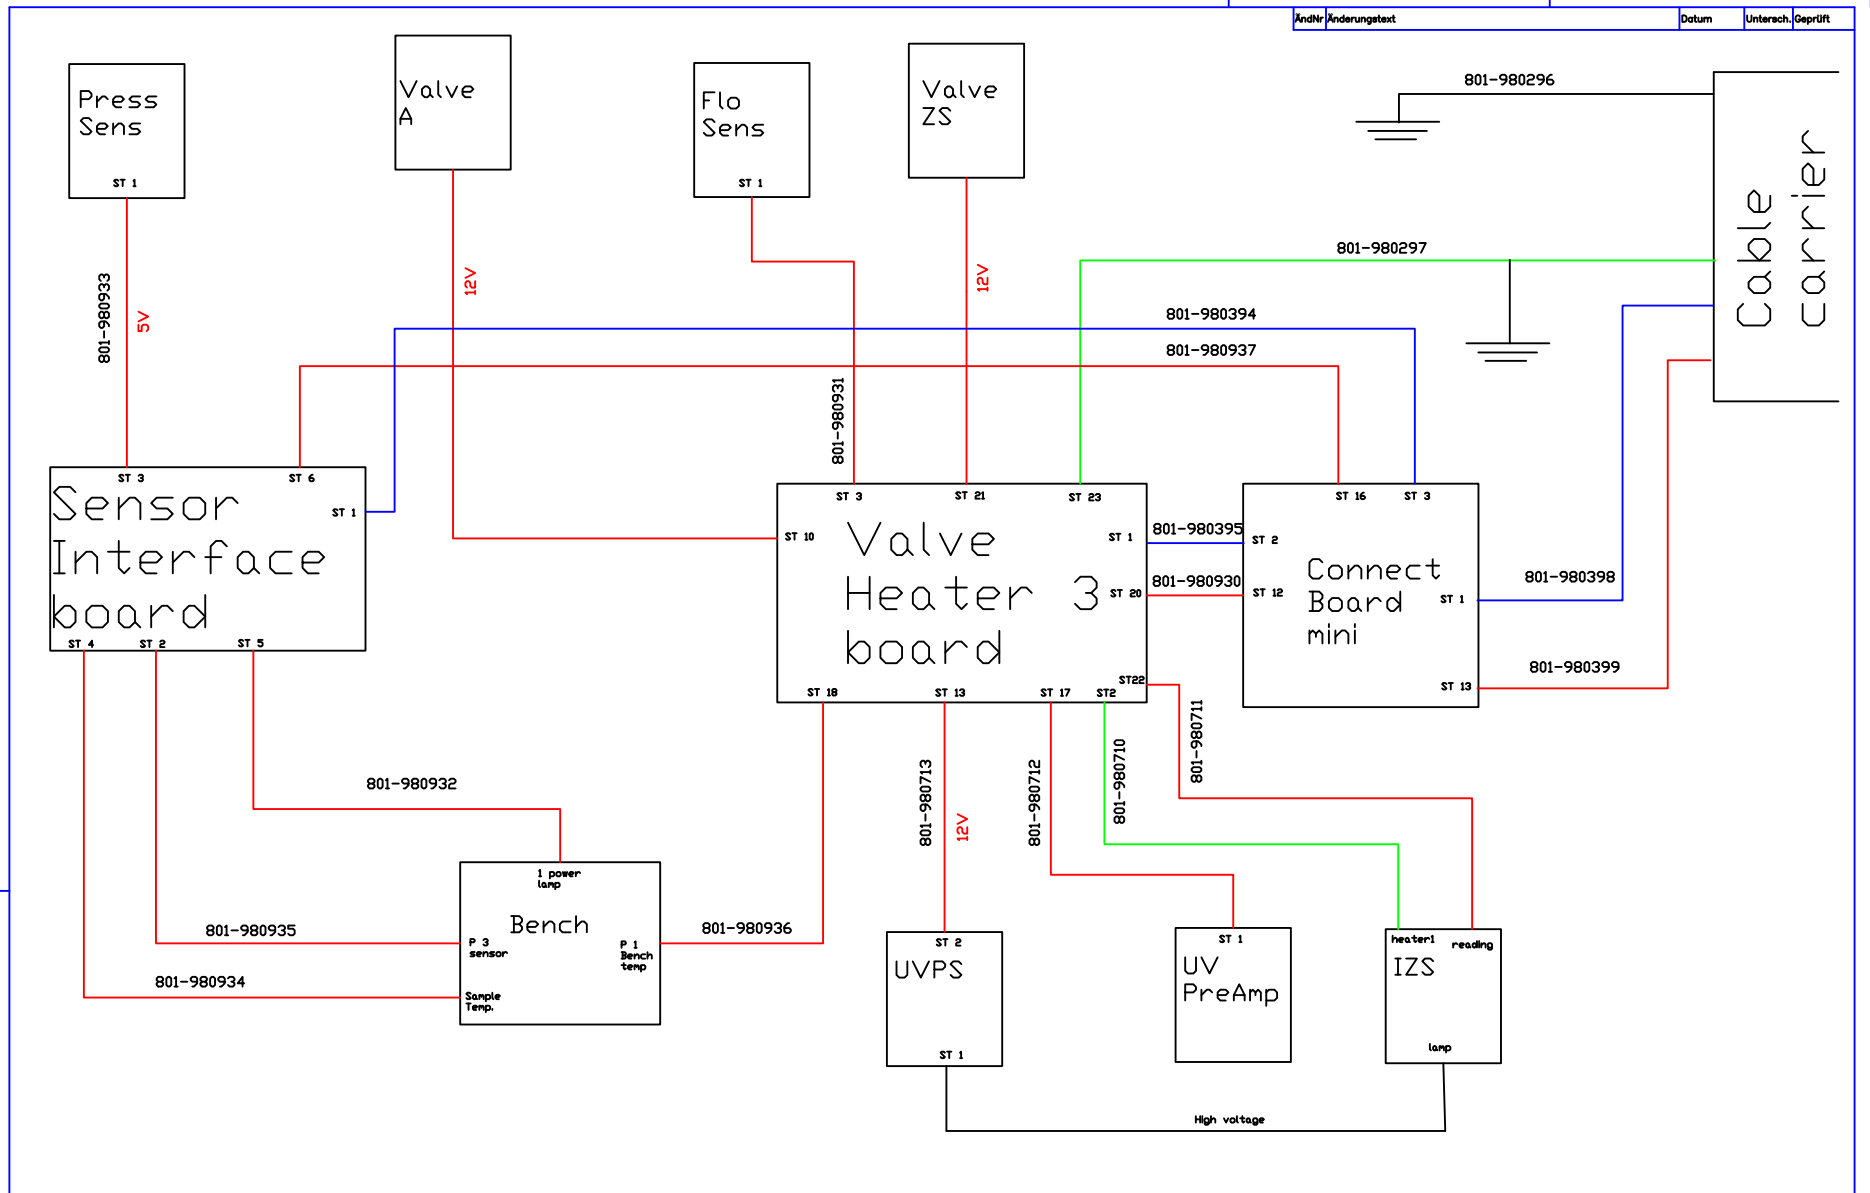 ÄndNr Änderungstext Datum Untersch. Geprüft
Press
Sens
ST 1
Valve
A
Flo
Sens
ST 1
Valve
ZS
801-980296
Cable
carrier
801-980933
5V
12V
12V
801-980297
801-980394
801-980937
801-980931
ST 3
ST 6
ST 1
Sensor
Interface
board
ST 4
ST 2
ST 5
ST 3
ST 21
ST 23
ST 10
ST 1
ST 20
Valve
Heater 3
board
ST22
ST 18
ST 13
ST 17
ST2
801-980395
801-980930
ST 16
ST 3
ST 2
ST 12
Connect
Board
mini
ST 1
ST 13
801-980398
801-980399
801-980711
801-980710
801-980712
801-980713
12V
801-980932
1 power
lamp
Bench
P 3
sensor
P 1
Bench
temp
Sample
Temp.
801-980935
801-980934
801-980936
ST 2
UVPS
ST 1
ST 1
UV
PreAmp
heater1
reading
IZS
lamp
High voltage